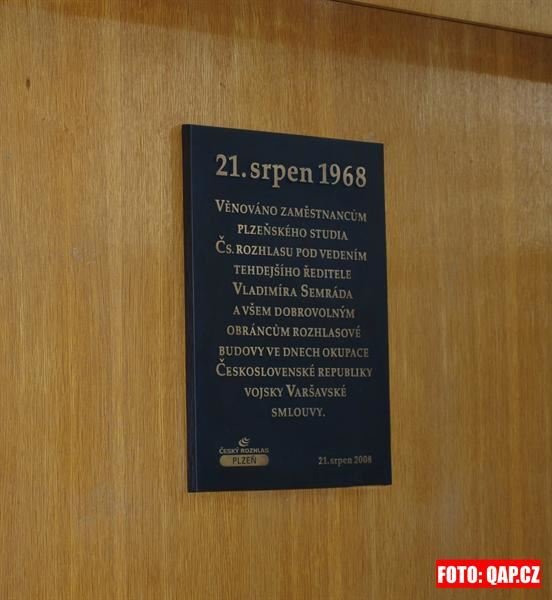 21. srpen 1968
Věnováno zaměstnancům
plzeňského studia
Čs. rozhlasu pod vedením
tehdejšího ředitele
Vladimíra Semráda
a všem dobrovolným
obráncům rozhlasové
budovy ve dnech okupace
Československé republiky
vojsky Varšavské
smlouvy.
ČESKÝ ROZHLAS
PLZEŇ
21. srpen 2008
FOTO: QAP.CZ